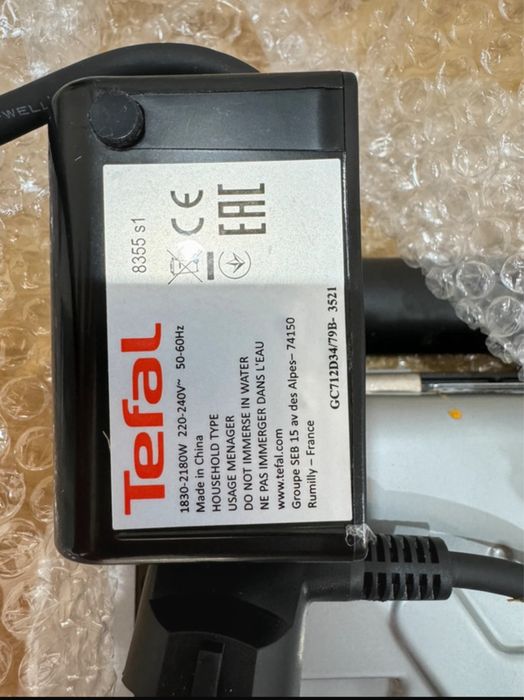 WELL
Tefal
8355 s1
CE
EAC
1830-2180W 220-240V~ 50-60Hz
Made in China
HOUSEHOLD TYPE
USAGE MENAGER
DO NOT IMMERSE IN WATER
NE PAS IMMERGER DANS L'EAU
www.tefal.com
Groupe SEB 15 av des Alpes– 74150
Rumilly – France
GC712D34/79B- 3521